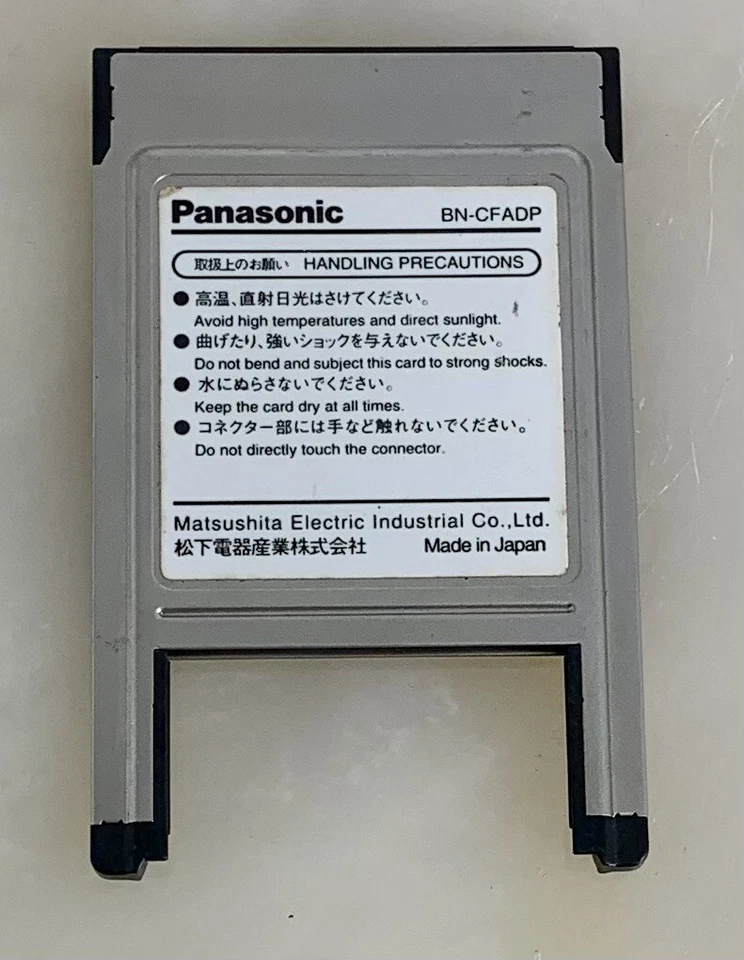 Panasonic BN-CFADP
取扱上のお願い HANDLING PRECAUTIONS
● 高温、直射日光はさけてください。
Avoid high temperatures and direct sunlight.
● 曲げたり、強いショックを与えないでください。
Do not bend and subject this card to strong shocks.
● 水にぬらさないでください。
Keep the card dry at all times.
● コネクター部には手など触れないでください。
Do not directly touch the connector.
Matsushita Electric Industrial Co.,Ltd.
松下電器産業株式会社 Made in Japan